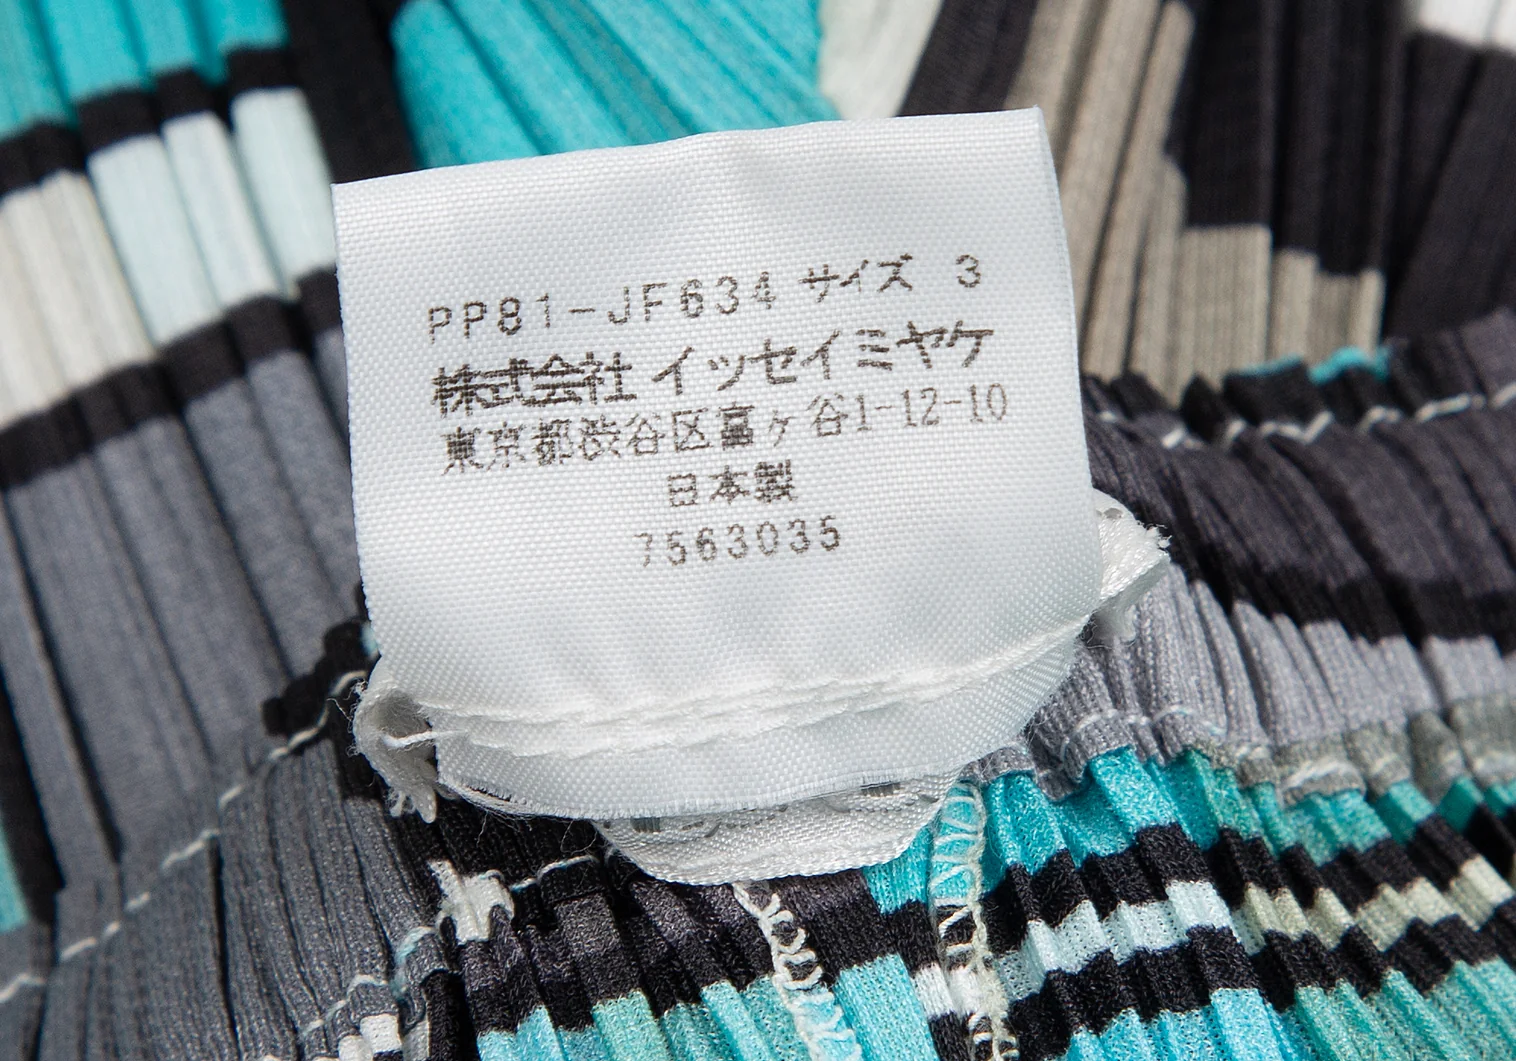 PP81-JF634 サイズ 3
株式会社 イッセイミヤケ
東京都渋谷区富ヶ谷1-12-10
日本製
7563035